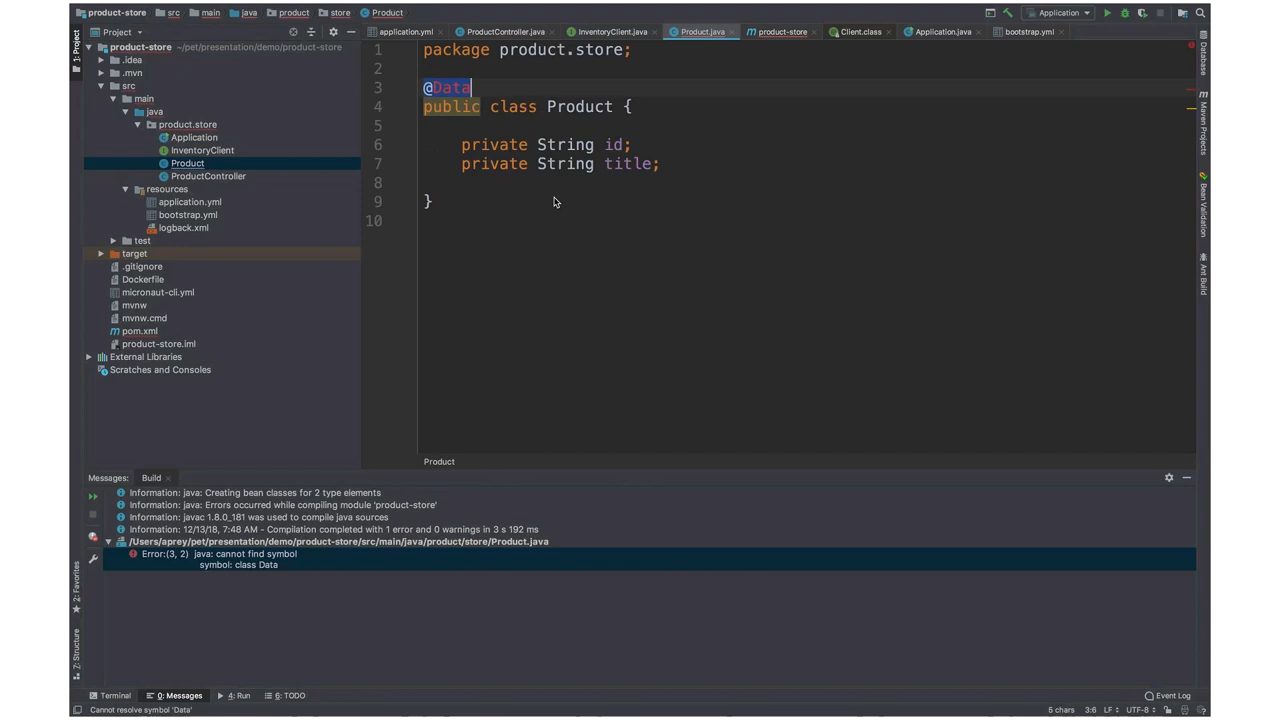 product-store src main java product store Product Application
Project application.yml ProductController.java InventoryClient.java Product.java product-store Client.class Application.java bootstrap.yml
1: Project
product-store ~/pet/presentation/demo/product-store
.idea
.mvn
src
main
java
product.store
Application
InventoryClient
Product
ProductController
resources
application.yml
bootstrap.yml
logback.xml
test
target
.gitignore
Dockerfile
micronaut-cli.yml
mvnw
mvnw.cmd
pom.xml
product-store.iml
External Libraries
Scratches and Consoles
1 package product.store;
2
3 @Data
4 public class Product {
5
6 private String id;
7 private String title;
8
9 }
10
Product
Database
Maven Projects
Bean Validation
Ant Build
Messages: Build
Information: java: Creating bean classes for 2 type elements
Information: java: Errors occurred while compiling module 'product-store'
Information: javac 1.8.0_181 was used to compile java sources
Information: 12/13/18, 7:48 AM - Compilation completed with 1 error and 0 warnings in 3 s 192 ms
/Users/aprey/pet/presentation/demo/product-store/src/main/java/product/store/Product.java
Error:(3, 2) java: cannot find symbol
symbol: class Data
2: Favorites
Z: Structure
Terminal 0: Messages 4: Run 6: TODO Event Log
Cannot resolve symbol 'Data' 5 chars 3:6 LF UTF-8